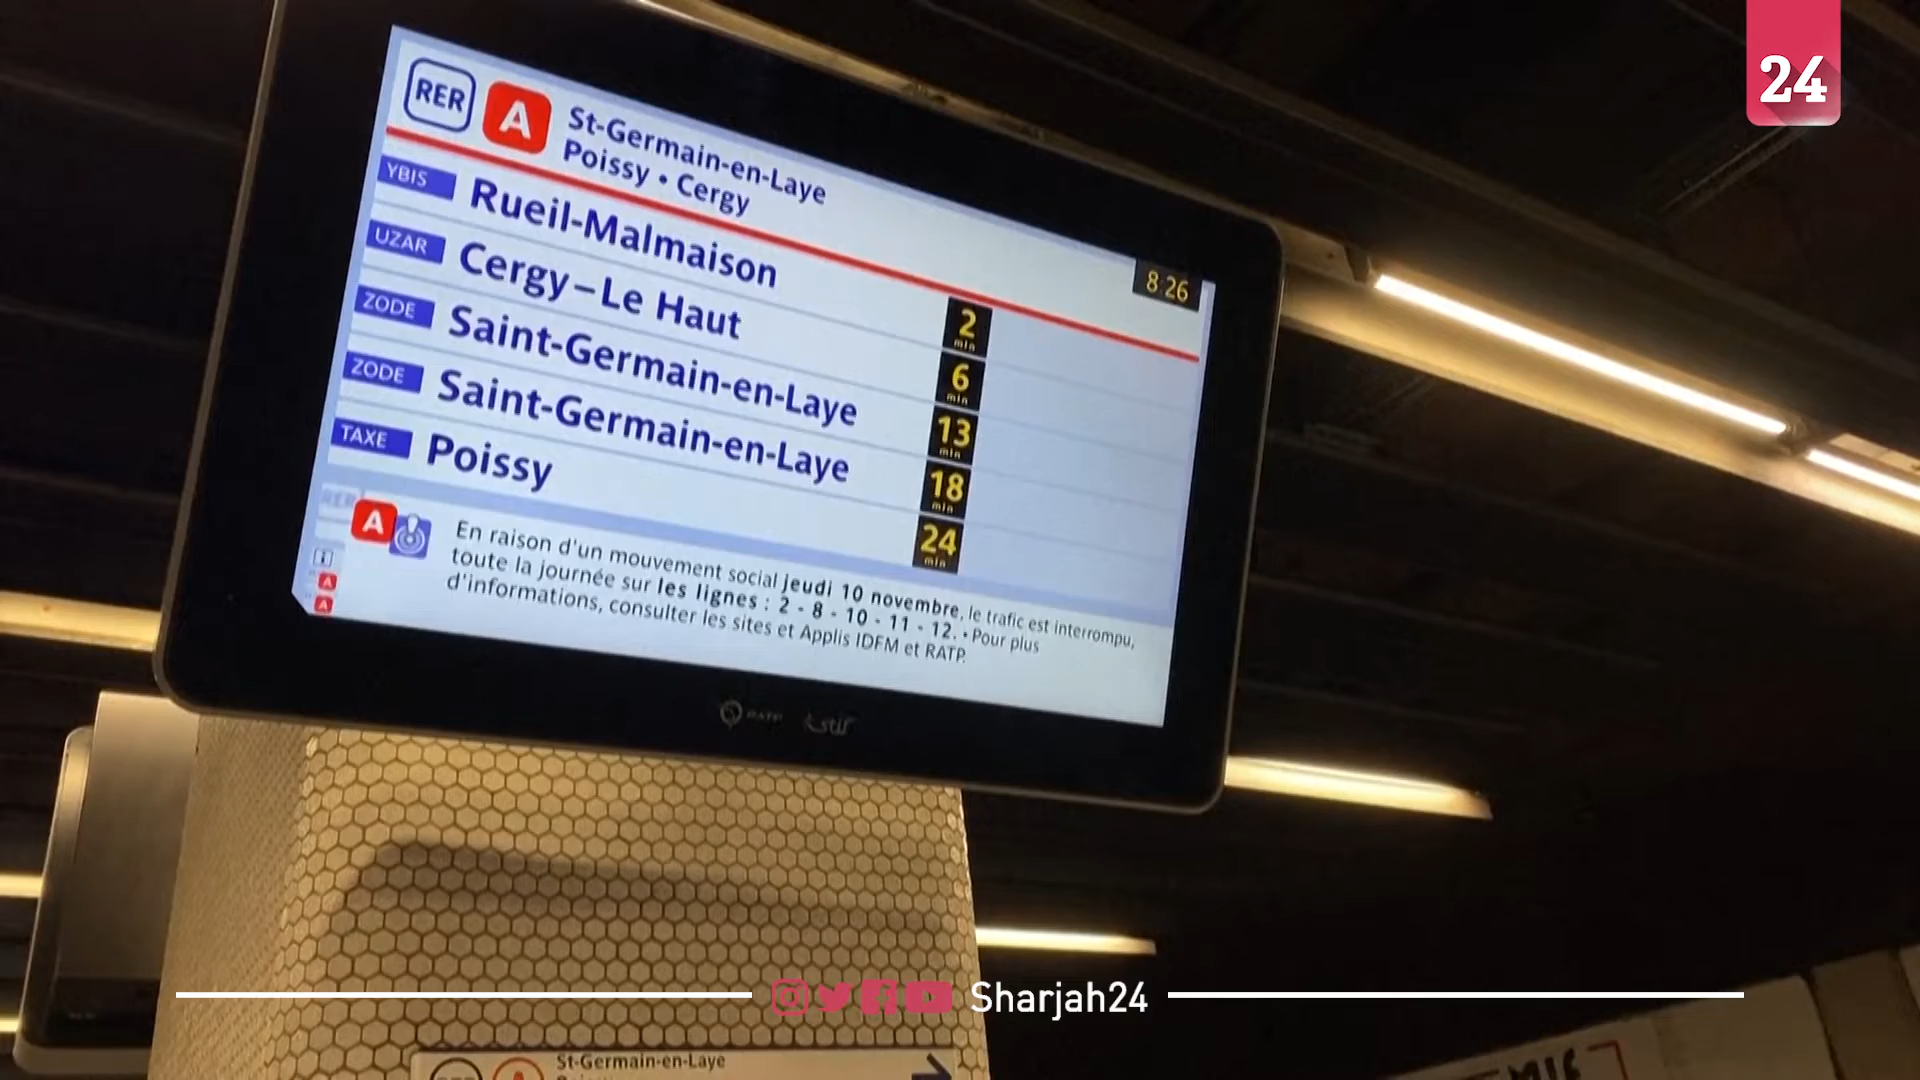 24
RER A St-Germain-en-Laye
Poissy • Cergy
8 26
YBIS Rueil-Malmaison 2 min
UZAR Cergy–Le Haut 6 min
ZODE Saint-Germain-en-Laye 13 min
ZODE Saint-Germain-en-Laye 18 min
TAXE Poissy 24 min
RER
A
En raison d'un mouvement social jeudi 10 novembre, le trafic est interrompu,
toute la journée sur les lignes : 2 - 8 - 10 - 11 - 12. • Pour plus
d'informations, consulter les sites et Applis IDFM et RATP.
i
A
A
RATP stif
Sharjah24
St-Germain-en-Laye